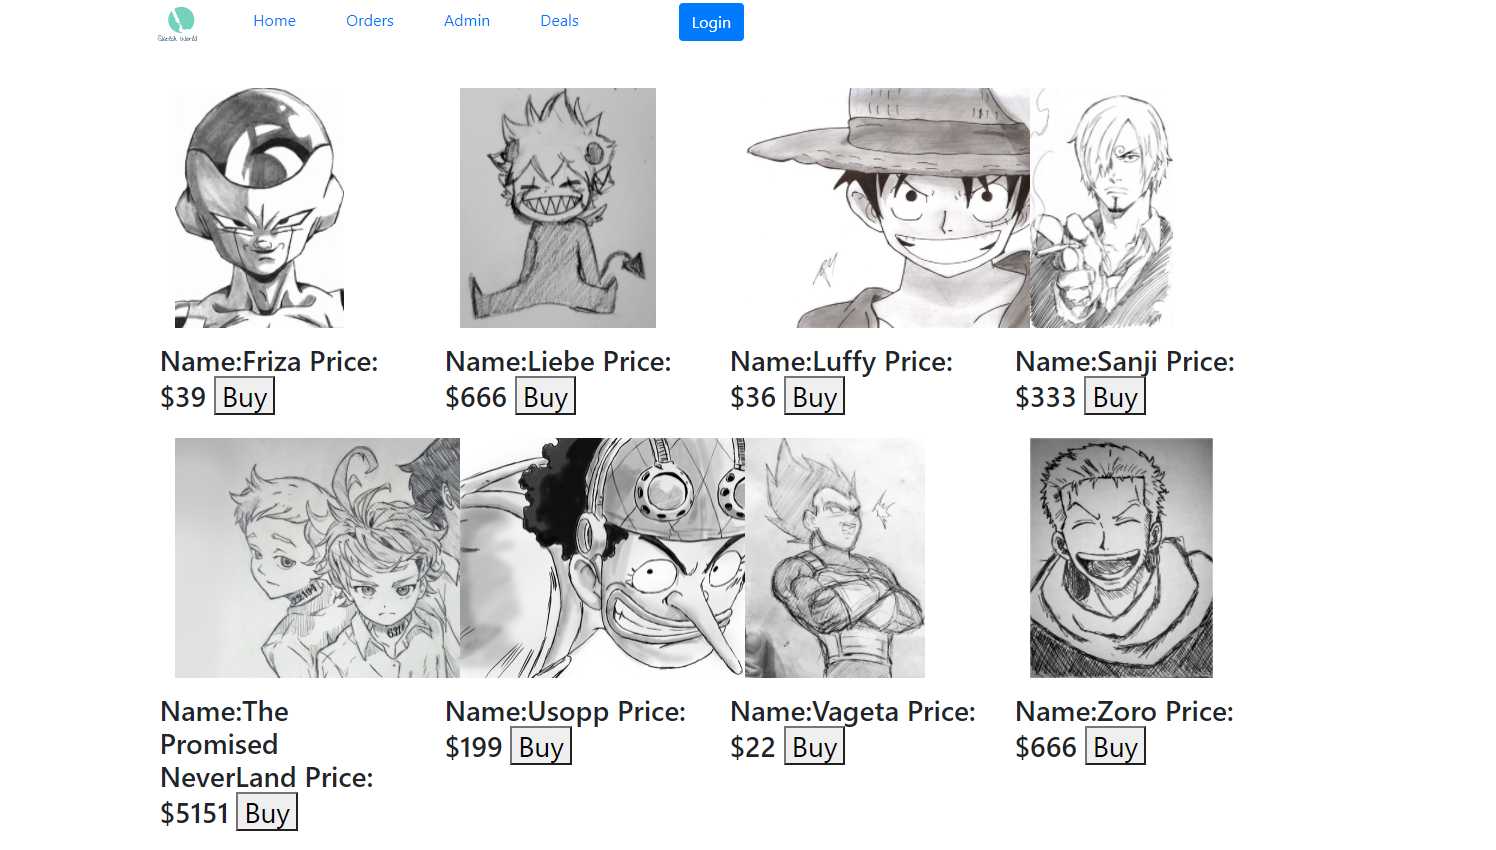 Sketch World
Home
Orders
Admin
Deals
Login
Name:Friza Price:
$39 Buy
Name:Liebe Price:
$666 Buy
Name:Luffy Price:
$36 Buy
Name:Sanji Price:
$333 Buy
Name:The
Promised
NeverLand Price:
$5151 Buy
Name:Usopp Price:
$199 Buy
Name:Vageta Price:
$22 Buy
Name:Zoro Price:
$666 Buy